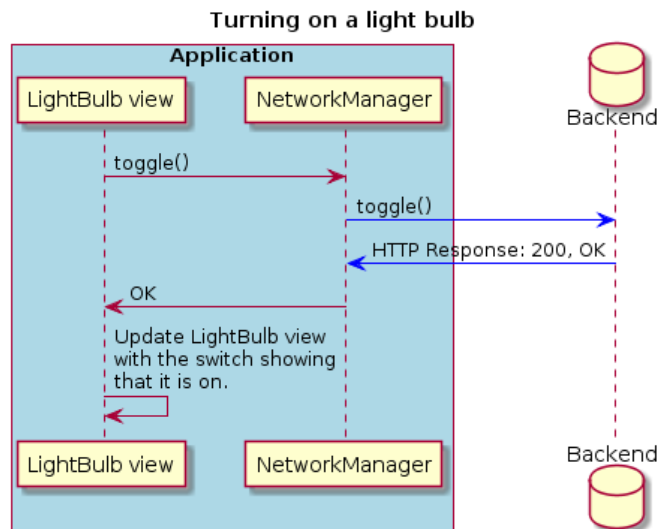 Turning on a light bulb
Application
LightBulb view
NetworkManager
Backend
toggle()
toggle()
HTTP Response: 200, OK
OK
Update LightBulb view
with the switch showing
that it is on.
LightBulb view
NetworkManager
Backend